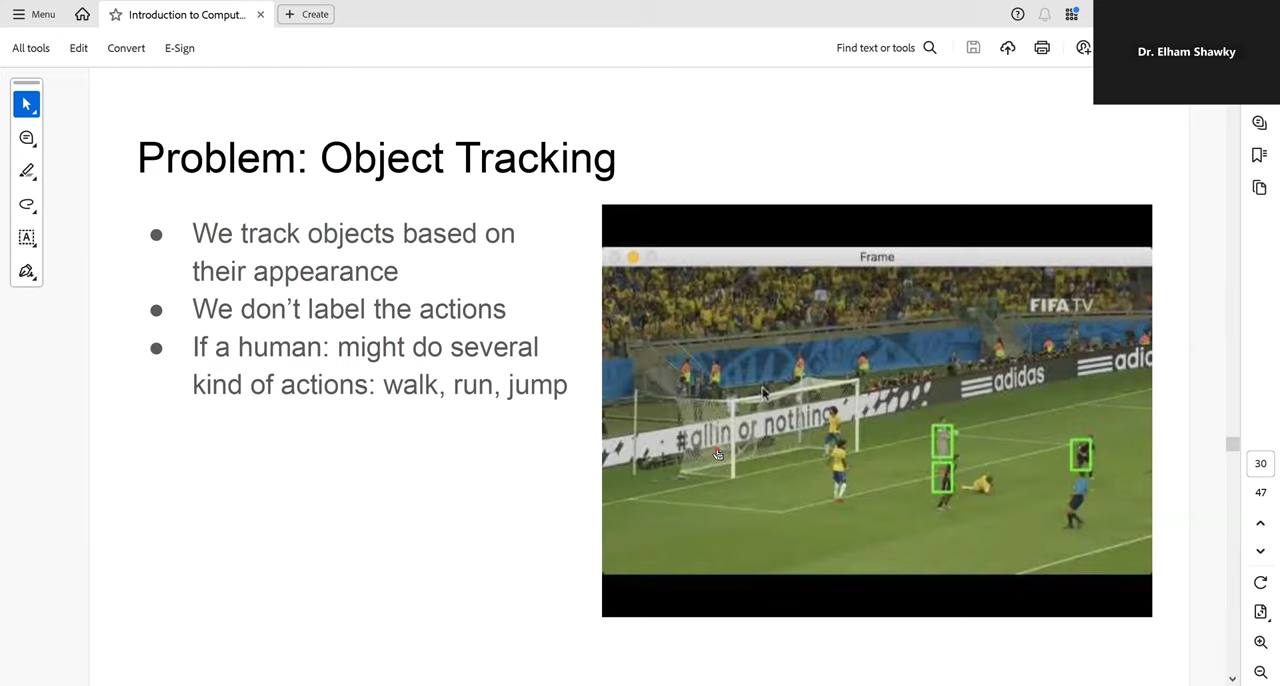 Menu
Introduction to Comput...
Create
All tools
Edit
Convert
E-Sign
Find text or tools
Dr. Elham Shawky
Problem: Object Tracking
● We track objects based on
their appearance
● We don’t label the actions
● If a human: might do several
kind of actions: walk, run, jump
Frame
FIFA TV
adidas
adid
#allin or nothing
30
47